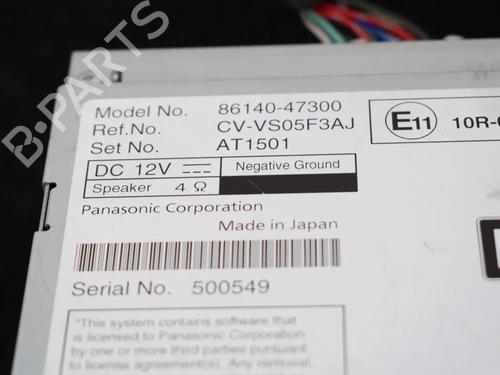 B-PARTS
Model No. 86140-47300
Ref.No. CV-VS05F3AJ
Set No. AT1501
E11 10R-0
DC 12V Negative Ground
Speaker 4 Ω
Panasonic Corporation
Made in Japan
Serial No. 500549
"This system contains software that
is licensed to Panasonic Corporation
by one or more third parties pursuant
to licensing agreements. Any removal,